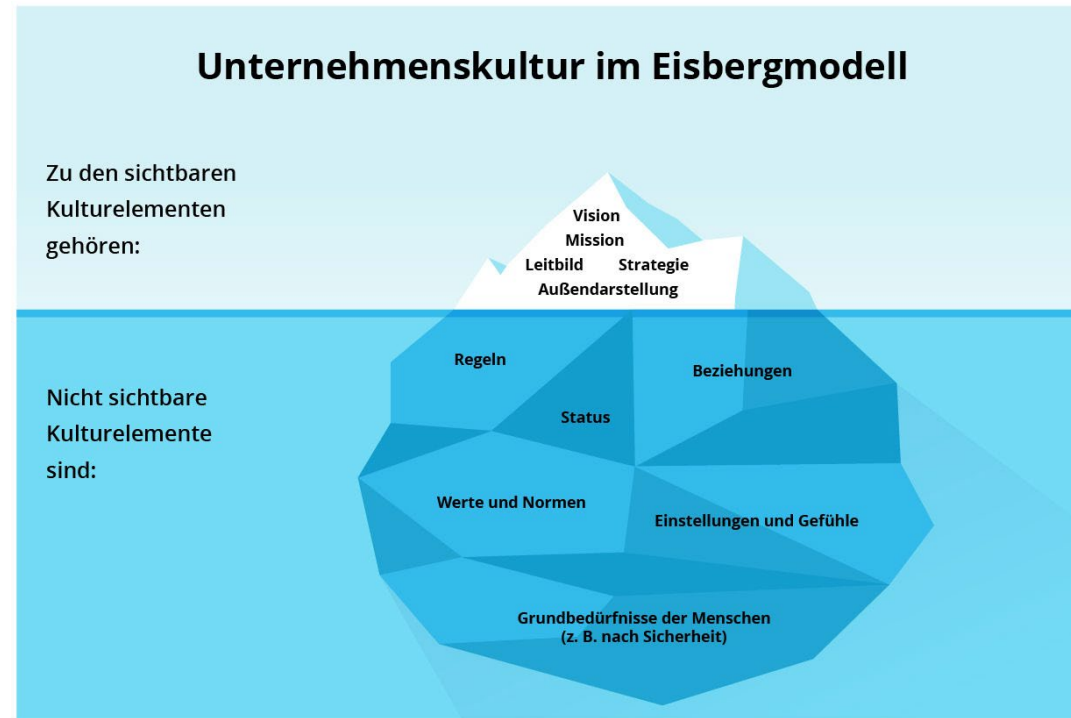 Unternehmenskultur im Eisbergmodell
Zu den sichtbaren
Kulturelementen
gehören:
Vision
Mission
Leitbild Strategie
Außendarstellung
Nicht sichtbare
Kulturelemente
sind:
Regeln
Beziehungen
Status
Werte und Normen
Einstellungen und Gefühle
Grundbedürfnisse der Menschen
(z. B. nach Sicherheit)